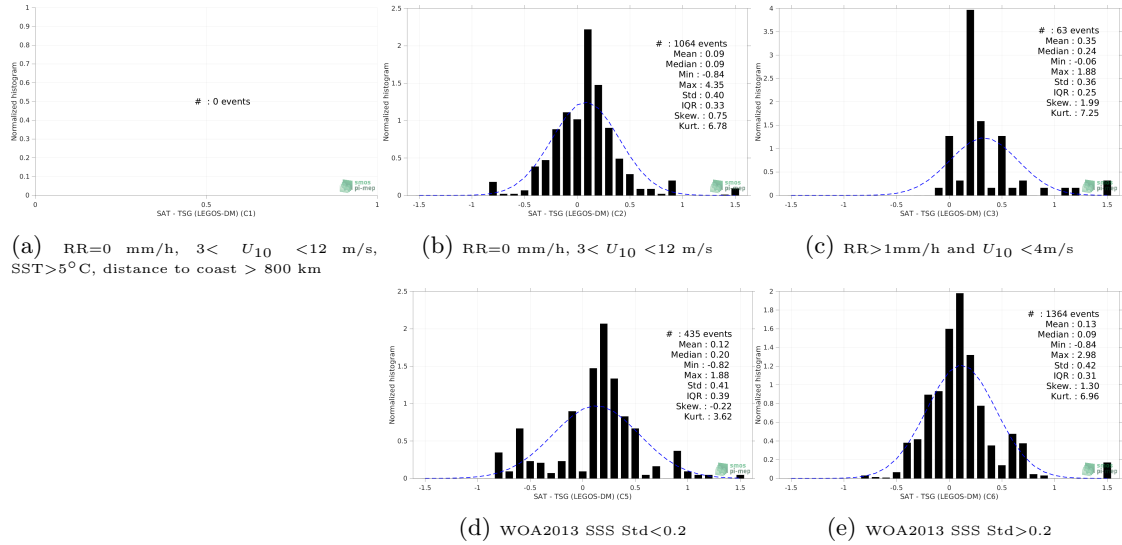 1
0.9
0.8
0.7
0.6
0.5
0.4
0.3
0.2
0.1
0
Normalized histogram
# : 0 events
smos
pi-mep
0 0.5 1
SAT - TSG (LEGOS-DM) (C1)
(a) RR=0 mm/h, 3< U10 <12 m/s,
SST>5°C, distance to coast > 800 km
2.5
2
1.5
1
0.5
0
Normalized histogram
# : 1064 events
Mean : 0.09
Median : 0.09
Min : -0.84
Max : 4.35
Std : 0.40
IQR : 0.33
Skew. : 0.75
Kurt. : 6.78
smos
pi-mep
-1.5 -1 -0.5 0 0.5 1 1.5
SAT - TSG (LEGOS-DM) (C2)
(b) RR=0 mm/h, 3< U10 <12 m/s
4
3.5
3
2.5
2
1.5
1
0.5
0
Normalized histogram
# : 63 events
Mean : 0.35
Median : 0.24
Min : -0.06
Max : 1.88
Std : 0.36
IQR : 0.25
Skew. : 1.99
Kurt. : 7.25
smos
pi-mep
-1.5 -1 -0.5 0 0.5 1 1.5
SAT - TSG (LEGOS-DM) (C3)
(c) RR>1mm/h and U10 <4m/s
2.5
2
1.5
1
0.5
0
Normalized histogram
# : 435 events
Mean : 0.12
Median : 0.20
Min : -0.82
Max : 1.88
Std : 0.41
IQR : 0.39
Skew. : -0.22
Kurt. : 3.62
smos
pi-mep
-1.5 -1 -0.5 0 0.5 1 1.5
SAT - TSG (LEGOS-DM) (C5)
(d) WOA2013 SSS Std<0.2
2
1.8
1.6
1.4
1.2
1
0.8
0.6
0.4
0.2
0
Normalized histogram
# : 1364 events
Mean : 0.13
Median : 0.09
Min : -0.84
Max : 2.98
Std : 0.42
IQR : 0.31
Skew. : 1.30
Kurt. : 6.96
smos
pi-mep
-1.5 -1 -0.5 0 0.5 1 1.5
SAT - TSG (LEGOS-DM) (C6)
(e) WOA2013 SSS Std>0.2